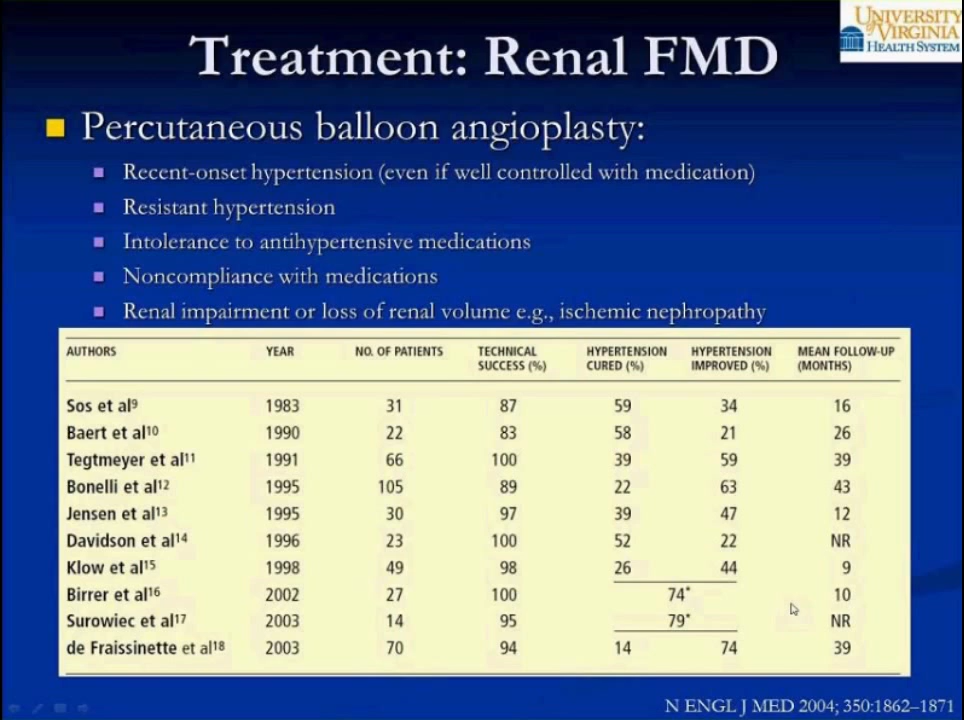 UNIVERSITY
of VIRGINIA
HEALTH SYSTEM
Treatment: Renal FMD
Percutaneous balloon angioplasty:
Recent-onset hypertension (even if well controlled with medication)
Resistant hypertension
Intolerance to antihypertensive medications
Noncompliance with medications
Renal impairment or loss of renal volume e.g., ischemic nephropathy
AUTHORS YEAR NO. OF PATIENTS TECHNICAL SUCCESS (%) HYPERTENSION CURED (%) HYPERTENSION IMPROVED (%) MEAN FOLLOW-UP (MONTHS)
Sos et al9 1983 31 87 59 34 16
Baert et al10 1990 22 83 58 21 26
Tegtmeyer et al11 1991 66 100 39 59 39
Bonelli et al12 1995 105 89 22 63 43
Jensen et al13 1995 30 97 39 47 12
Davidson et al14 1996 23 100 52 22 NR
Klow et al15 1998 49 98 26 44 9
Birrer et al16 2002 27 100 74* 10
Surowiec et al17 2003 14 95 79* NR
de Fraissinette et al18 2003 70 94 14 74 39
N ENGL J MED 2004; 350:1862–1871